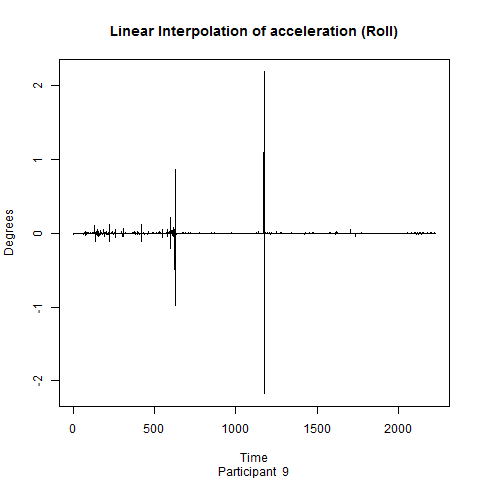 Linear Interpolation of acceleration (Roll)
2
1
0
-1
-2
Degrees
0 500 1000 1500 2000
Time
Participant 9